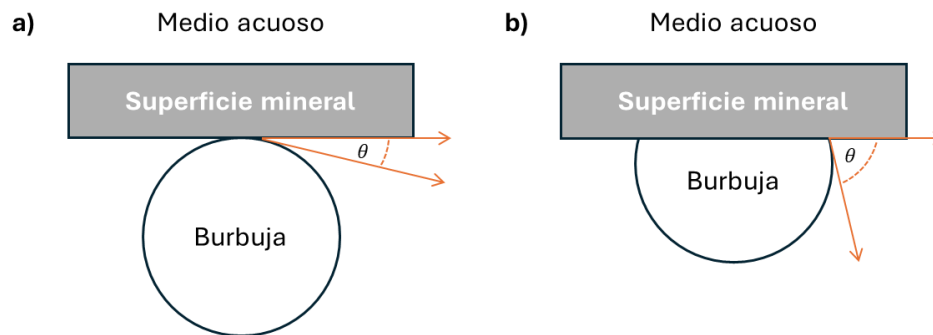 a)
Medio acuoso
Superficie mineral
θ
Burbuja
b)
Medio acuoso
Superficie mineral
θ
Burbuja